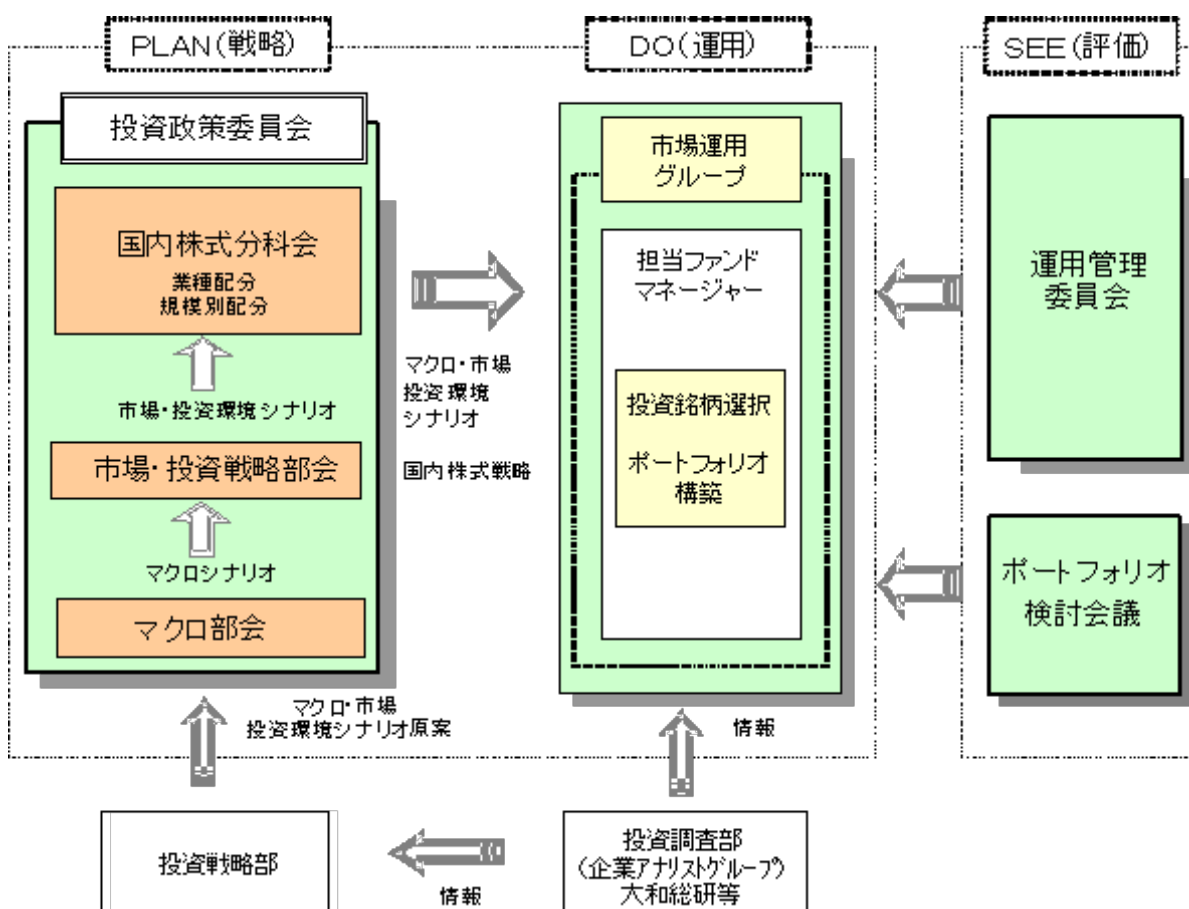 PLAN(戦略)
投資政策委員会
国内株式分科会
業種配分
規模別配分
市場・投資環境シナリオ
市場・投資戦略部会
マクロシナリオ
マクロ部会
マクロ・市場
投資環境シナリオ原案
投資戦略部
マクロ・市場
投資環境
シナリオ
国内株式戦略
DO(運用)
市場運用
グループ
担当ファンド
マネージャー
投資銘柄選択
ポートフォリオ
構築
情報
投資調査部
(企業アナリストグループ)
大和総研等
情報
SEE(評価)
運用管理
委員会
ポートフォリオ
検討会議